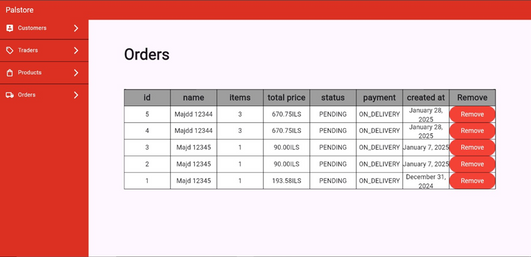 Palstore
Customers
Traders
Products
Orders
Orders
id name items total price status payment created at Remove
5 Majdd 12344 3 670.75ILS PENDING ON_DELIVERY January 28, 2025 Remove
4 Majdd 12344 3 670.75ILS PENDING ON_DELIVERY January 28, 2025 Remove
3 Majd 12345 1 90.00ILS PENDING ON_DELIVERY January 7, 2025 Remove
2 Majd 12345 1 90.00ILS PENDING ON_DELIVERY January 7, 2025 Remove
1 Majd 12345 1 193.58ILS PENDING ON_DELIVERY December 31, 2024 Remove